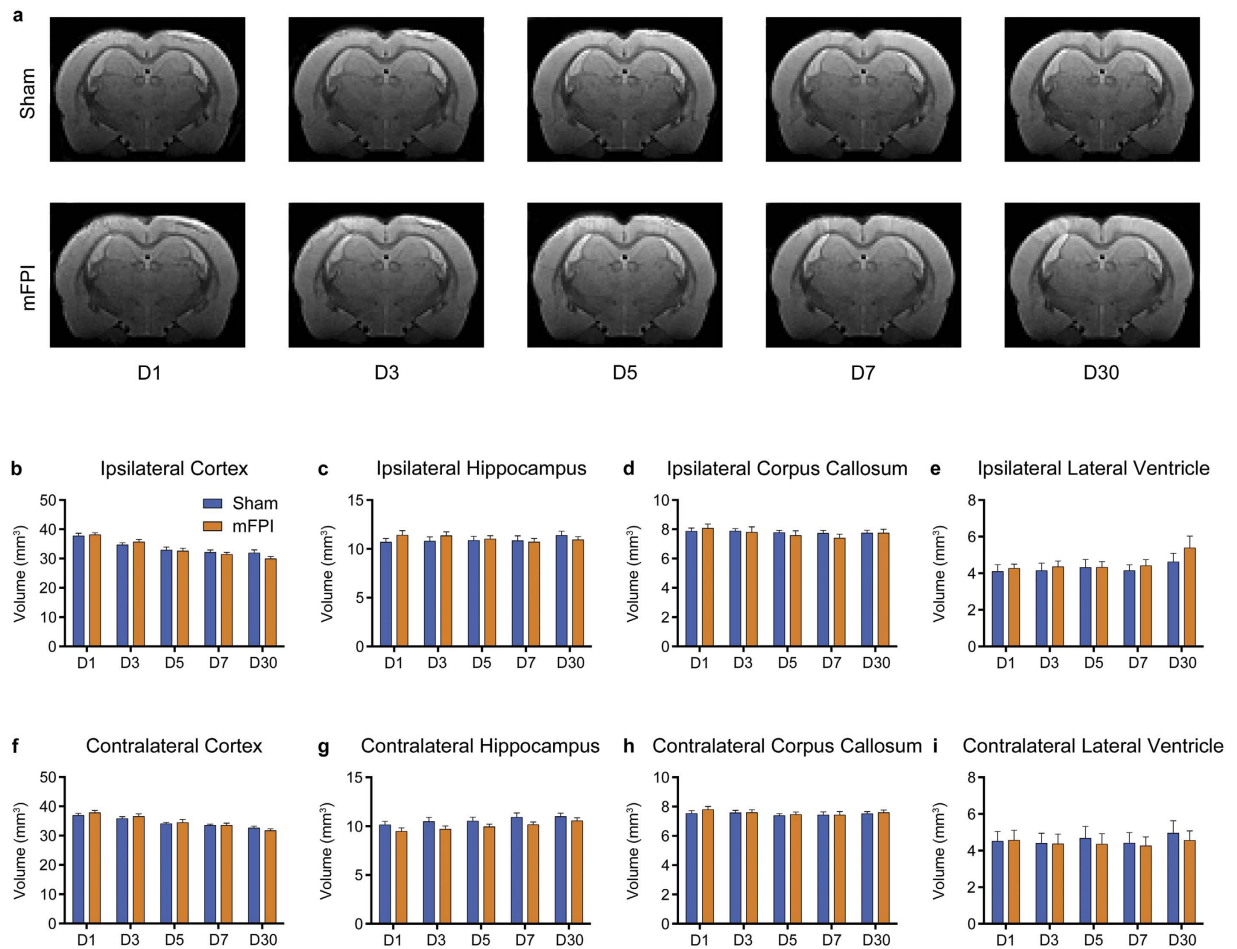 a
Sham
mFPI
D1 D3 D5 D7 D30
b Ipsilateral Cortex
Volume (mm³)
50
40
30
20
10
0
Sham
mFPI
D1 D3 D5 D7 D30
c Ipsilateral Hippocampus
Volume (mm³)
15
10
5
0
D1 D3 D5 D7 D30
d Ipsilateral Corpus Callosum
Volume (mm³)
10
8
6
4
2
0
D1 D3 D5 D7 D30
e Ipsilateral Lateral Ventricle
Volume (mm³)
8
6
4
2
0
D1 D3 D5 D7 D30
f Contralateral Cortex
Volume (mm³)
50
40
30
20
10
0
D1 D3 D5 D7 D30
g Contralateral Hippocampus
Volume (mm³)
15
10
5
0
D1 D3 D5 D7 D30
h Contralateral Corpus Callosum
Volume (mm³)
10
8
6
4
2
0
D1 D3 D5 D7 D30
i Contralateral Lateral Ventricle
Volume (mm³)
8
6
4
2
0
D1 D3 D5 D7 D30